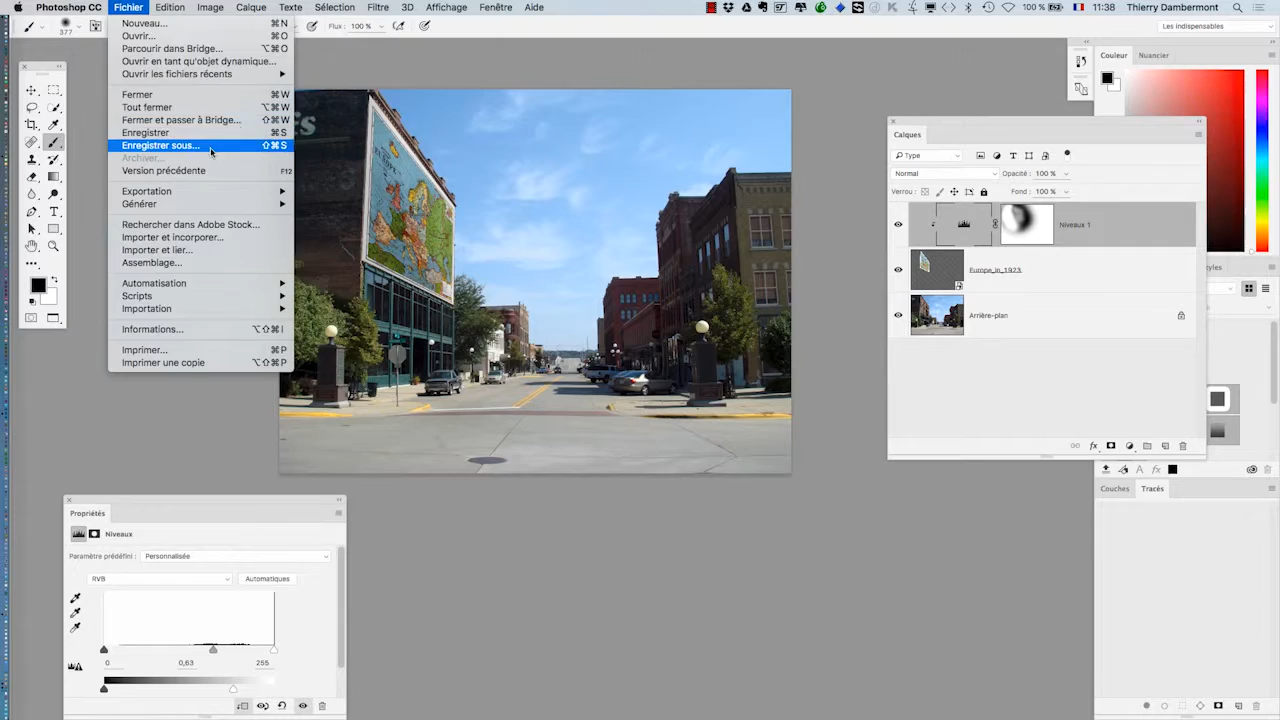 Photoshop CC Fichier Edition Image Calque Texte Sélection Filtre 3D Affichage Fenêtre Aide 100 % 11:38 Thierry Dambermont
377 Flux : 100 % Les indispensables
Nouveau... ⌘N
Ouvrir... ⌘O
Parcourir dans Bridge... ⌥⌘O
Ouvrir en tant qu'objet dynamique...
Ouvrir les fichiers récents
Fermer ⌘W
Tout fermer ⌥⌘W
Fermer et passer à Bridge... ⇧⌘W
Enregistrer ⌘S
Enregistrer sous... ⇧⌘S
Archiver...
Version précédente F12
Exportation
Générer
Rechercher dans Adobe Stock...
Importer et incorporer...
Importer et lier...
Assemblage...
Automatisation
Scripts
Importation
Informations... ⌥⇧⌘I
Imprimer... ⌘P
Imprimer une copie ⌥⇧⌘P
Couleur Nuancier
Calques
Type
Normal Opacité : 100 %
Verrou : Fond : 100 %
Niveaux 1
Europe_in_1923
Arrière-plan
Couches Tracés
Propriétés
Niveaux
Paramètre prédéfini : Personnalisée
RVB Automatiques
0 0,63 255